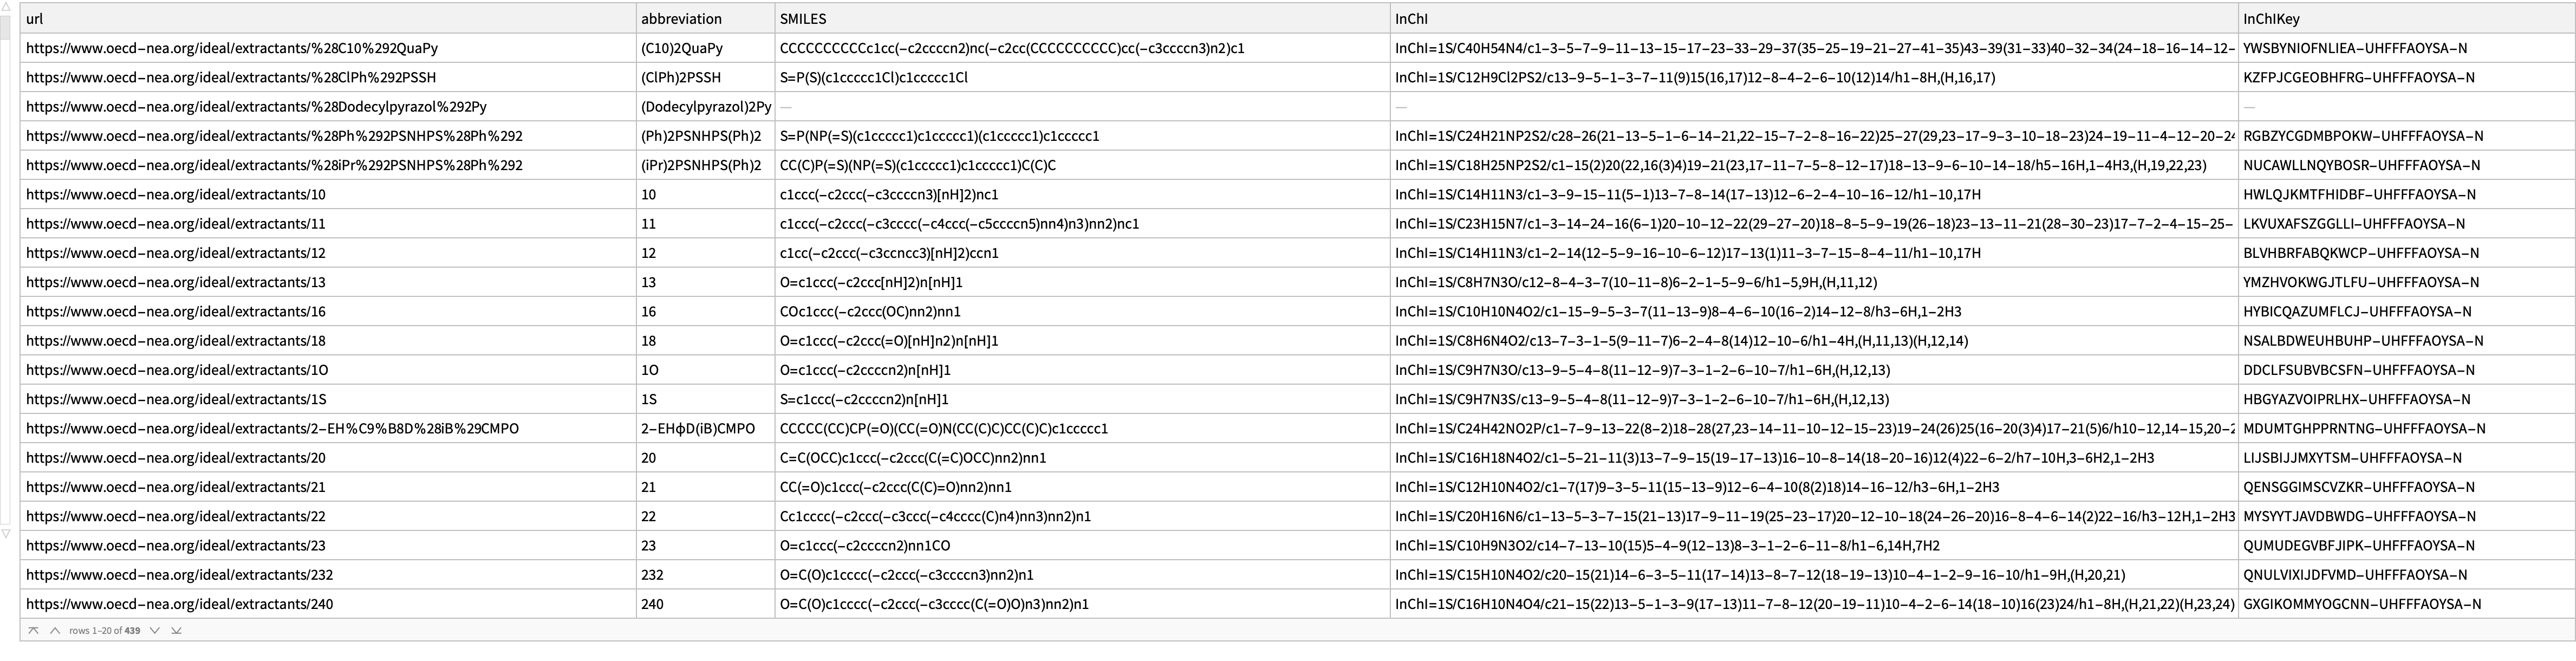 url abbreviation SMILES InChI InChIKey
https://www.oecd-nea.org/ideal/extractants/%28C10%292QuaPy (C10)2QuaPy CCCCCCCCCCc1cc(-c2ccccn2)nc(-c2cc(CCCCCCCCCC)cc(-c3ccccn3)n2)c1 InChI=1S/C40H54N4/c1-3-5-7-9-11-13-15-17-23-33-29-37(35-25-19-21-27-41-35)43-39(31-33)40-32-34(24-18-16-14-12- YWSBYNIOFNLIEA-UHFFFAOYSA-N
https://www.oecd-nea.org/ideal/extractants/%28ClPh%292PSSH (ClPh)2PSSH S=P(S)(c1ccccc1Cl)c1ccccc1Cl InChI=1S/C12H9Cl2PS2/c13-9-5-1-3-7-11(9)15(16,17)12-8-4-2-6-10(12)14/h1-8H,(H,16,17) KZFPJCGEOBHFRG-UHFFFAOYSA-N
https://www.oecd-nea.org/ideal/extractants/%28Dodecylpyrazol%292Py (Dodecylpyrazol)2Py — — —
https://www.oecd-nea.org/ideal/extractants/%28Ph%292PSNHPS%28Ph%292 (Ph)2PSNHPS(Ph)2 S=P(NP(=S)(c1ccccc1)c1ccccc1)(c1ccccc1)c1ccccc1 InChI=1S/C24H21NP2S2/c28-26(21-13-5-1-6-14-21,22-15-7-2-8-16-22)25-27(29,23-17-9-3-10-18-23)24-19-11-4-12-20-24 RGBZYCGDMBPOKW-UHFFFAOYSA-N
https://www.oecd-nea.org/ideal/extractants/%28iPr%292PSNHPS%28Ph%292 (iPr)2PSNHPS(Ph)2 CC(C)P(=S)(NP(=S)(c1ccccc1)c1ccccc1)C(C)C InChI=1S/C18H25NP2S2/c1-15(2)20(22,16(3)4)19-21(23,17-11-7-5-8-12-17)18-13-9-6-10-14-18/h5-16H,1-4H3,(H,19,22,23) NUCAWLLNQYBOSR-UHFFFAOYSA-N
https://www.oecd-nea.org/ideal/extractants/10 10 c1ccc(-c2ccc(-c3ccccn3)[nH]2)nc1 InChI=1S/C14H11N3/c1-3-9-15-11(5-1)13-7-8-14(17-13)12-6-2-4-10-16-12/h1-10,17H HWLQJKMTFHIDBF-UHFFFAOYSA-N
https://www.oecd-nea.org/ideal/extractants/11 11 c1ccc(-c2ccc(-c3cccc(-c4ccc(-c5ccccn5)nn4)n3)nn2)nc1 InChI=1S/C23H15N7/c1-3-14-24-16(6-1)20-10-12-22(29-27-20)18-8-5-9-19(26-18)23-13-11-21(28-30-23)17-7-2-4-15-25- LKVUXAFSZGGLLI-UHFFFAOYSA-N
https://www.oecd-nea.org/ideal/extractants/12 12 c1cc(-c2ccc(-c3ccncc3)[nH]2)ccn1 InChI=1S/C14H11N3/c1-2-14(12-5-9-16-10-6-12)17-13(1)11-3-7-15-8-4-11/h1-10,17H BLVHBRFABQKWCP-UHFFFAOYSA-N
https://www.oecd-nea.org/ideal/extractants/13 13 O=c1ccc(-c2ccc[nH]2)n[nH]1 InChI=1S/C8H7N3O/c12-8-4-3-7(10-11-8)6-2-1-5-9-6/h1-5,9H,(H,11,12) YMZHVOKWGJTLFU-UHFFFAOYSA-N
https://www.oecd-nea.org/ideal/extractants/16 16 COc1ccc(-c2ccc(OC)nn2)nn1 InChI=1S/C10H10N4O2/c1-15-9-5-3-7(11-13-9)8-4-6-10(16-2)14-12-8/h3-6H,1-2H3 HYBICQAZUMFLCJ-UHFFFAOYSA-N
https://www.oecd-nea.org/ideal/extractants/18 18 O=c1ccc(-c2ccc(=O)[nH]n2)n[nH]1 InChI=1S/C8H6N4O2/c13-7-3-1-5(9-11-7)6-2-4-8(14)12-10-6/h1-4H,(H,11,13)(H,12,14) NSALBDWEUHBUHP-UHFFFAOYSA-N
https://www.oecd-nea.org/ideal/extractants/1O 1O O=c1ccc(-c2ccccn2)n[nH]1 InChI=1S/C9H7N3O/c13-9-5-4-8(11-12-9)7-3-1-2-6-10-7/h1-6H,(H,12,13) DDCLFSUBVBCSFN-UHFFFAOYSA-N
https://www.oecd-nea.org/ideal/extractants/1S 1S S=c1ccc(-c2ccccn2)n[nH]1 InChI=1S/C9H7N3S/c13-9-5-4-8(11-12-9)7-3-1-2-6-10-7/h1-6H,(H,12,13) HBGYAZVOIPRLHX-UHFFFAOYSA-N
https://www.oecd-nea.org/ideal/extractants/2-EH%C9%B8D%28iB%29CMPO 2-EHɸD(iB)CMPO CCCCC(CC)CP(=O)(CC(=O)N(CC(C)C)CC(C)C)c1ccccc1 InChI=1S/C24H42NO2P/c1-7-9-13-22(8-2)18-28(27,23-14-11-10-12-15-23)19-24(26)25(16-20(3)4)17-21(5)6/h10-12,14-15,20-2 MDUMTGHPPRNTNG-UHFFFAOYSA-N
https://www.oecd-nea.org/ideal/extractants/20 20 C=C(OCC)c1ccc(-c2ccc(C(=C)OCC)nn2)nn1 InChI=1S/C16H18N4O2/c1-5-21-11(3)13-7-9-15(19-17-13)16-10-8-14(18-20-16)12(4)22-6-2/h7-10H,3-6H2,1-2H3 LIJSBIJJMXYTSM-UHFFFAOYSA-N
https://www.oecd-nea.org/ideal/extractants/21 21 CC(=O)c1ccc(-c2ccc(C(C)=O)nn2)nn1 InChI=1S/C12H10N4O2/c1-7(17)9-3-5-11(15-13-9)12-6-4-10(8(2)18)14-16-12/h3-6H,1-2H3 QENSGGIMSCVZKR-UHFFFAOYSA-N
https://www.oecd-nea.org/ideal/extractants/22 22 Cc1cccc(-c2ccc(-c3ccc(-c4cccc(C)n4)nn3)nn2)n1 InChI=1S/C20H16N6/c1-13-5-3-7-15(21-13)17-9-11-19(25-23-17)20-12-10-18(24-26-20)16-8-4-6-14(2)22-16/h3-12H,1-2H3 MYSYYTJAVDBWDG-UHFFFAOYSA-N
https://www.oecd-nea.org/ideal/extractants/23 23 O=c1ccc(-c2ccccn2)nn1CO InChI=1S/C10H9N3O2/c14-7-13-10(15)5-4-9(12-13)8-3-1-2-6-11-8/h1-6,14H,7H2 QUMUDEGVBFJIPK-UHFFFAOYSA-N
https://www.oecd-nea.org/ideal/extractants/232 232 O=C(O)c1cccc(-c2ccc(-c3ccccn3)nn2)n1 InChI=1S/C15H10N4O2/c20-15(21)14-6-3-5-11(17-14)13-8-7-12(18-19-13)10-4-1-2-9-16-10/h1-9H,(H,20,21) QNULVIXIJDFVMD-UHFFFAOYSA-N
https://www.oecd-nea.org/ideal/extractants/240 240 O=C(O)c1cccc(-c2ccc(-c3cccc(C(=O)O)n3)nn2)n1 InChI=1S/C16H10N4O4/c21-15(22)13-5-1-3-9(17-13)11-7-8-12(20-19-11)10-4-2-6-14(18-10)16(23)24/h1-8H,(H,21,22)(H,23,24) GXGIKOMMYOGCNN-UHFFFAOYSA-N
rows 1–20 of 439